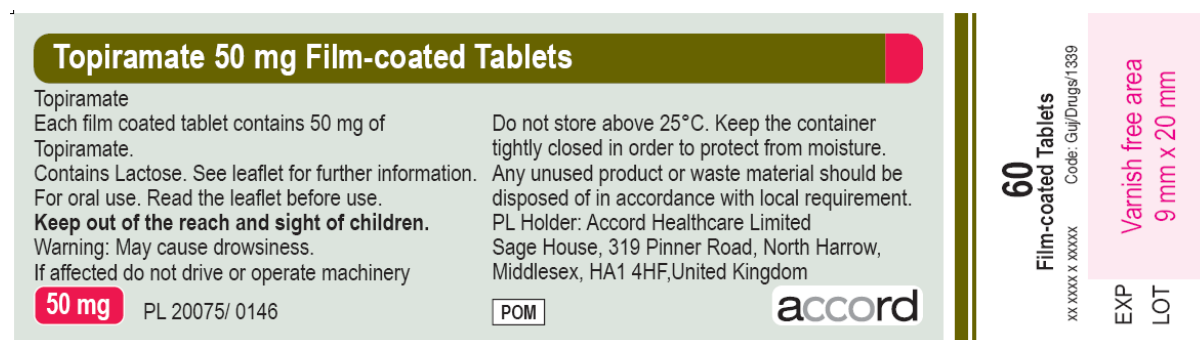 Topiramate 50 mg Film-coated Tablets
Topiramate
Each film coated tablet contains 50 mg of
Topiramate.
Contains Lactose. See leaflet for further information.
For oral use. Read the leaflet before use.
Keep out of the reach and sight of children.
Warning: May cause drowsiness.
If affected do not drive or operate machinery
50 mg
PL 20075/ 0146
Do not store above 25°C. Keep the container
tightly closed in order to protect from moisture.
Any unused product or waste material should be
disposed of in accordance with local requirement.
PL Holder: Accord Healthcare Limited
Sage House, 319 Pinner Road, North Harrow,
Middlesex, HA1 4HF,United Kingdom
POM
accord
60
Film-coated Tablets
xx xxxx x xxxxx Code: Guj/Drugs/1339
Varnish free area
9 mm x 20 mm
EXP
LOT